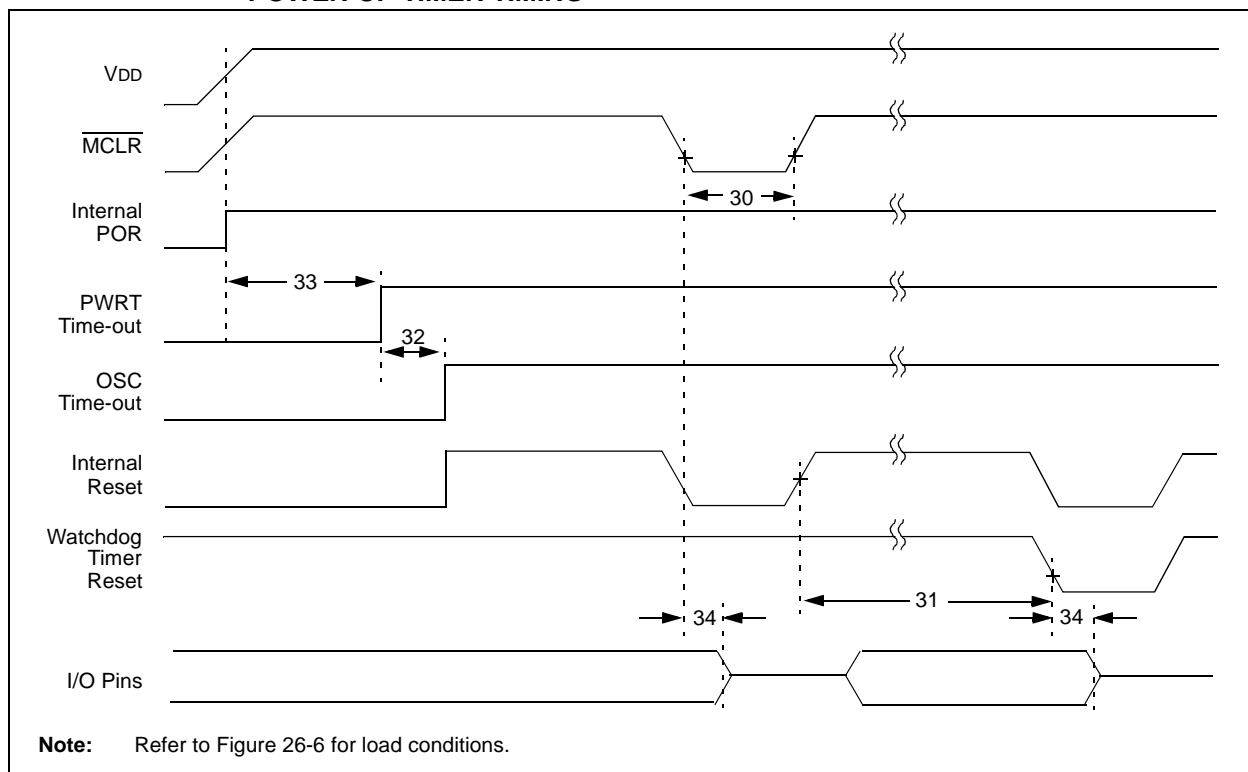 POWER-UP TIMER TIMING
VDD
MCLR
30
Internal
POR
33
PWRT
Time-out
32
OSC
Time-out
Internal
Reset
Watchdog
Timer
Reset
31
34
34
I/O Pins
Note: Refer to Figure 26-6 for load conditions.